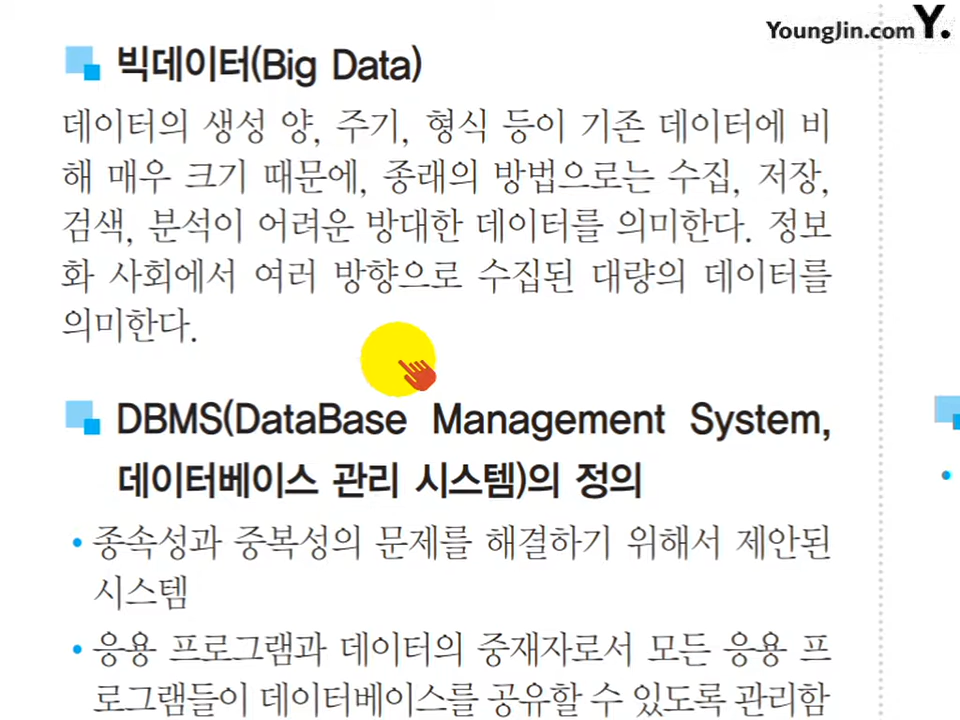 YoungJin.com Y.
빅데이터(Big Data)
데이터의 생성 양, 주기, 형식 등이 기존 데이터에 비
해 매우 크기 때문에, 종래의 방법으로는 수집, 저장,
검색, 분석이 어려운 방대한 데이터를 의미한다. 정보
화 사회에서 여러 방향으로 수집된 대량의 데이터를
의미한다.
DBMS(DataBase Management System,
데이터베이스 관리 시스템)의 정의
• 종속성과 중복성의 문제를 해결하기 위해서 제안된
시스템
• 응용 프로그램과 데이터의 중재자로서 모든 응용 프
로그램들이 데이터베이스를 공유할 수 있도록 관리함